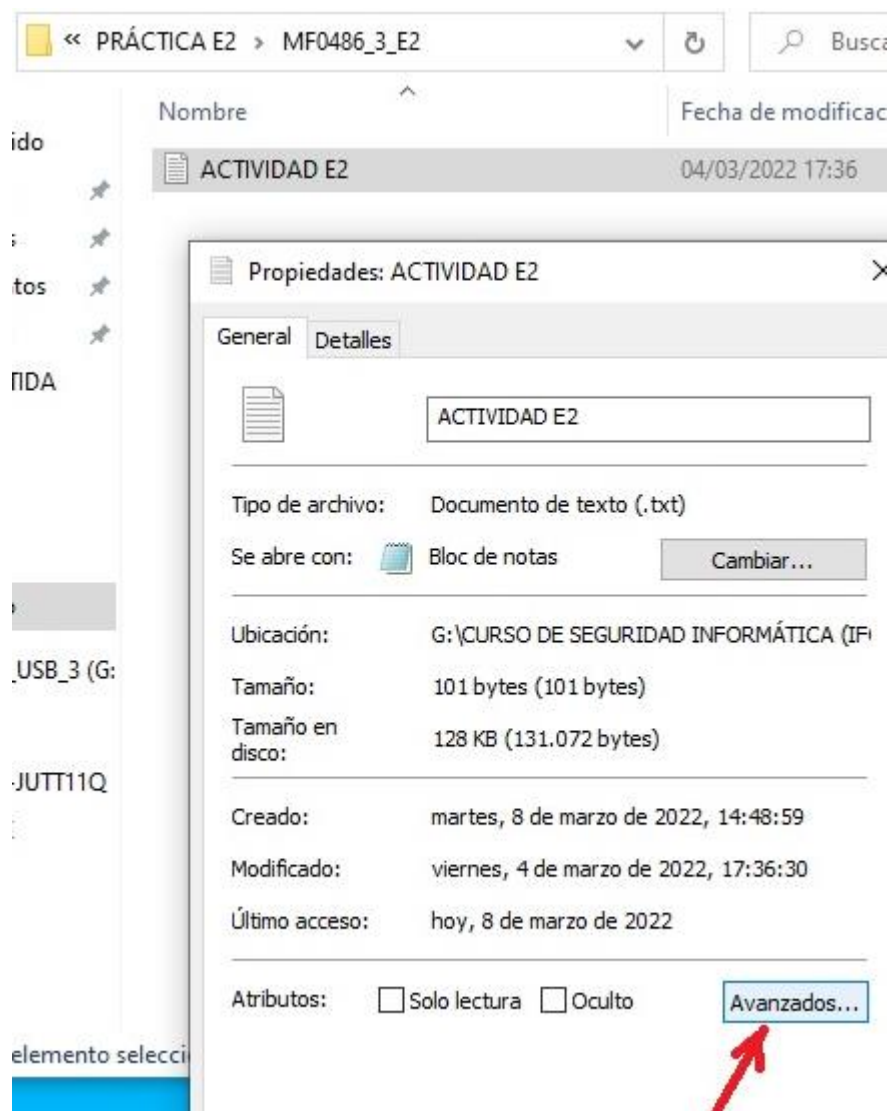 « PRÁCTICA E2 > MF0486_3_E2 Busca
Nombre Fecha de modificac
ido
ACTIVIDAD E2 04/03/2022 17:36
s
tos
TIDA
Propiedades: ACTIVIDAD E2
General Detalles
ACTIVIDAD E2
Tipo de archivo: Documento de texto (.txt)
Se abre con: Bloc de notas Cambiar...
Ubicación: G:\CURSO DE SEGURIDAD INFORMÁTICA (IF
_USB_3 (G:
Tamaño: 101 bytes (101 bytes)
Tamaño en
disco: 128 KB (131.072 bytes)
-JUTT11Q
Creado: martes, 8 de marzo de 2022, 14:48:59
Modificado: viernes, 4 de marzo de 2022, 17:36:30
Último acceso: hoy, 8 de marzo de 2022
Atributos: Solo lectura Oculto Avanzados...
elemento selecci